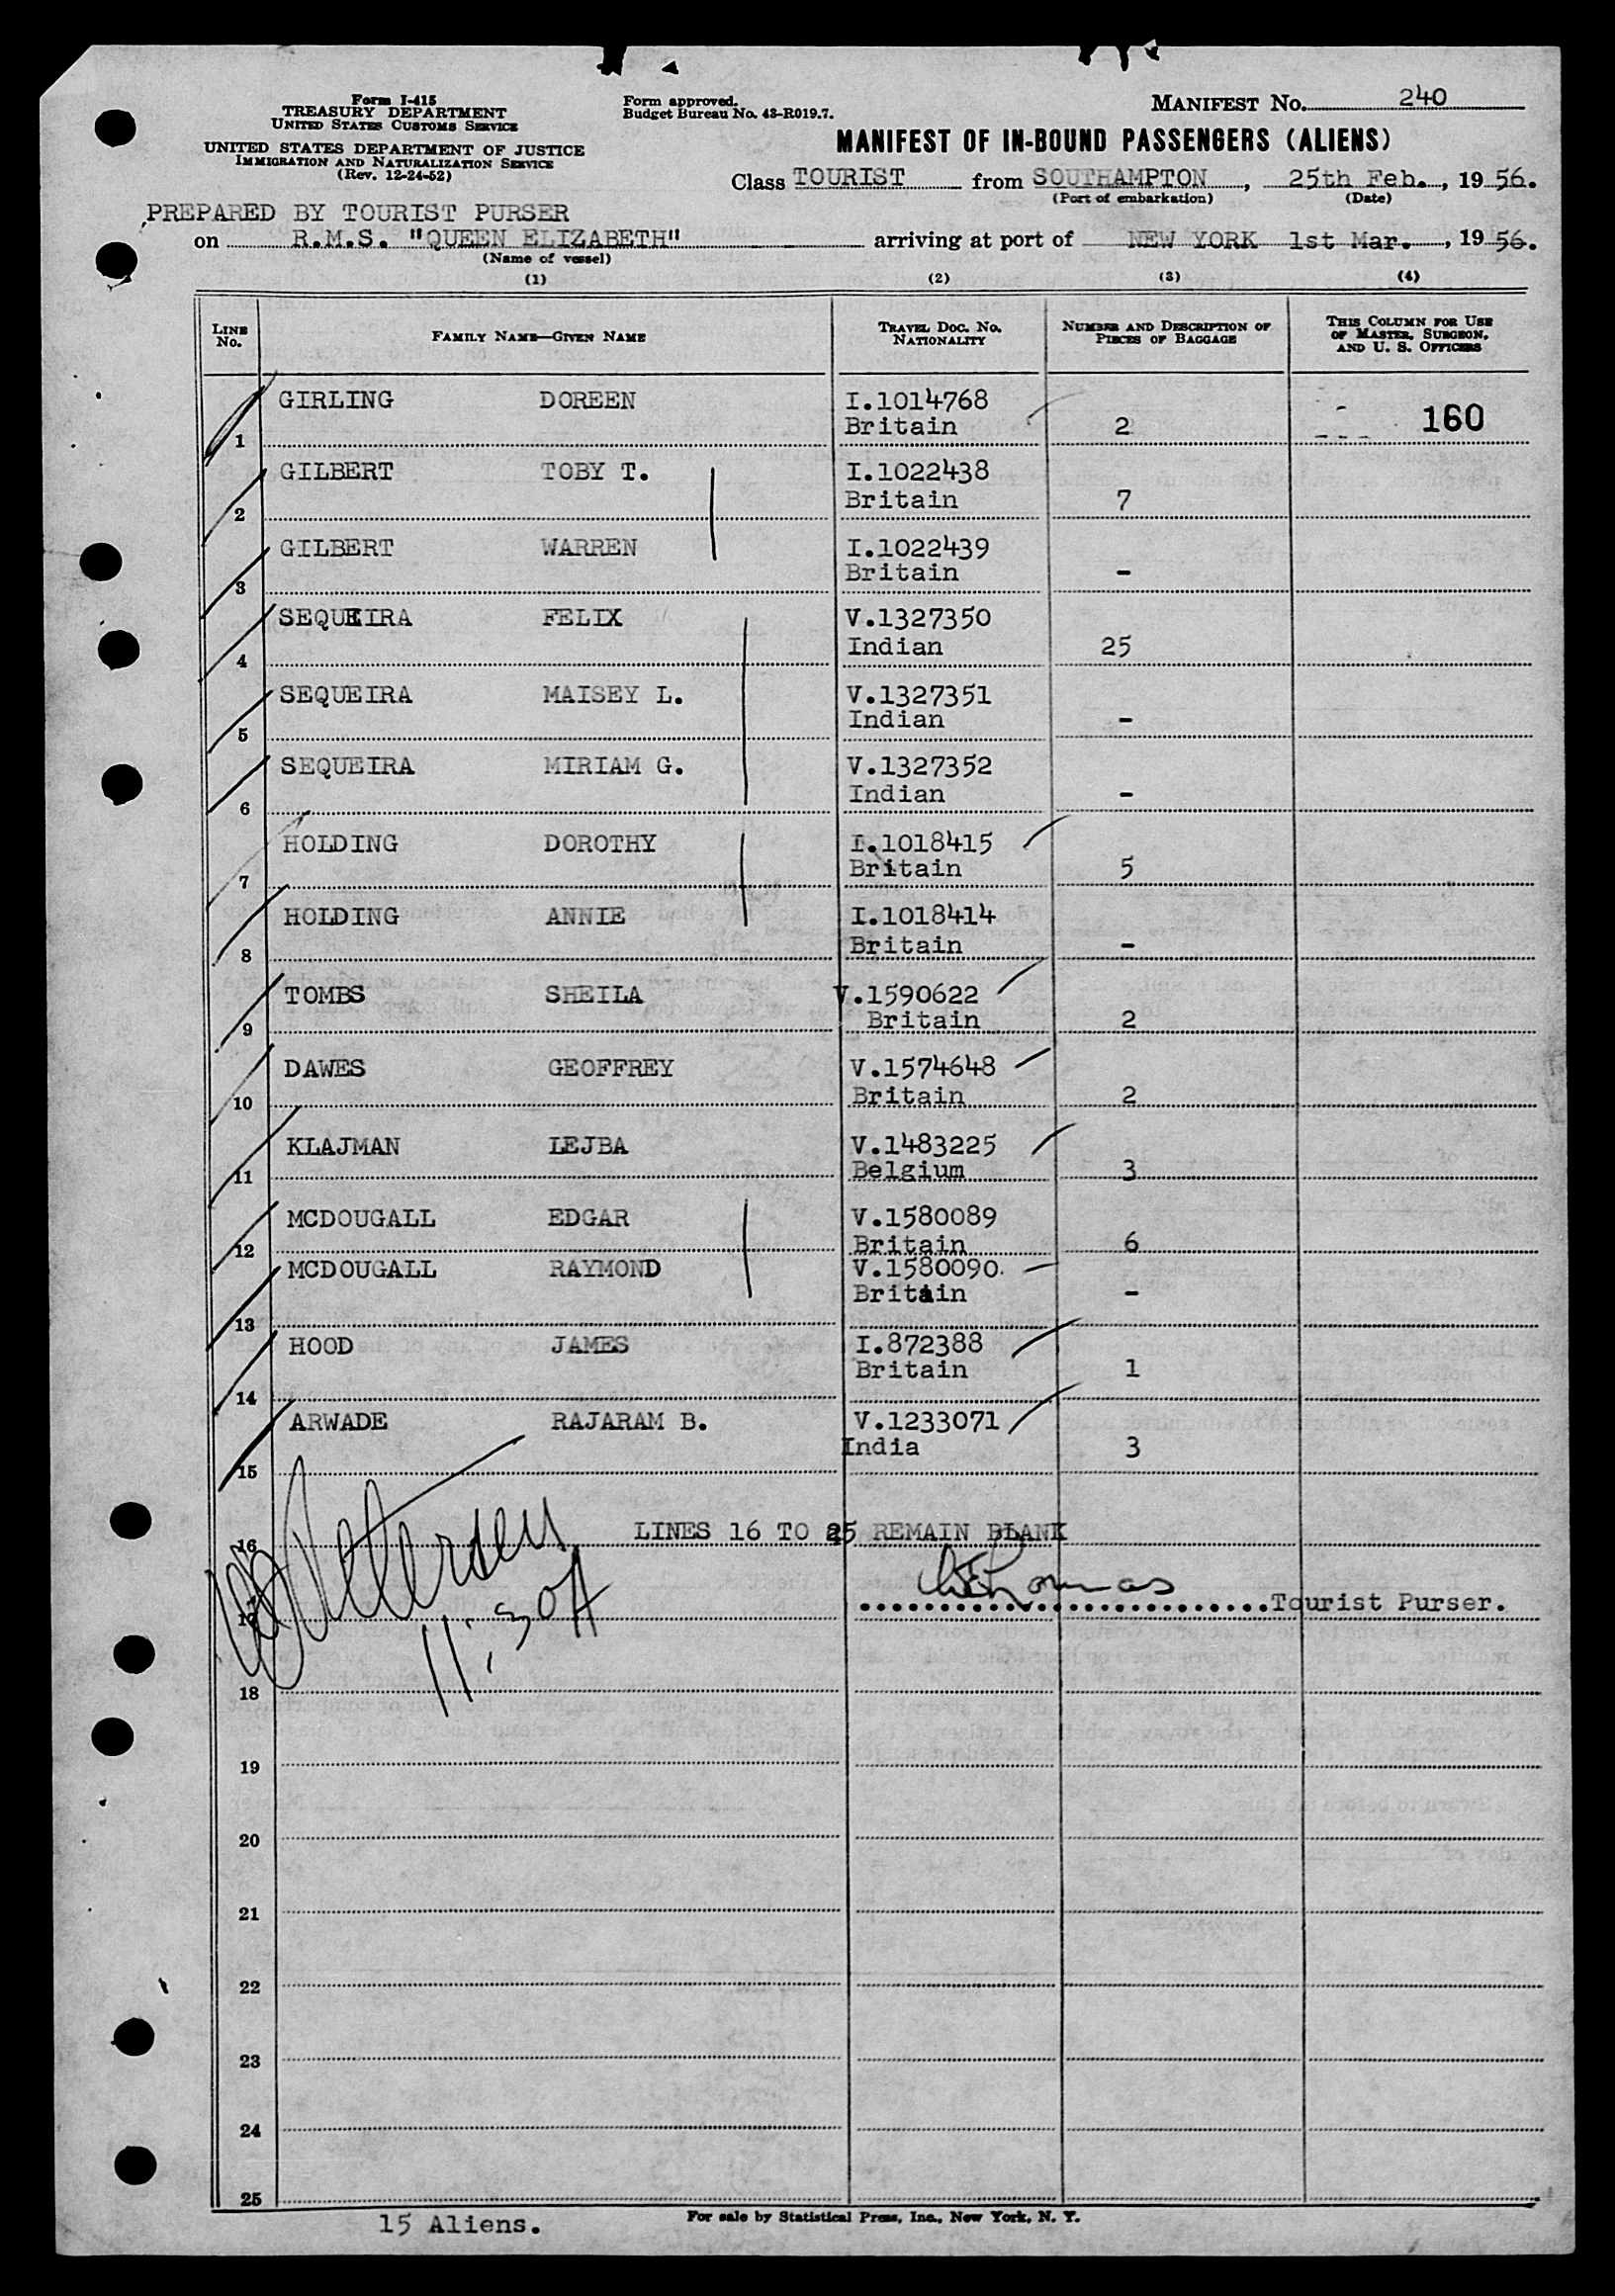 Form I-415
TREASURY DEPARTMENT
UNITED STATES CUSTOMS SERVICE
UNITED STATES DEPARTMENT OF JUSTICE
IMMIGRATION AND NATURALIZATION SERVICE
(Rev. 12-24-52)
Form approved.
Budget Bureau No. 43-R019.7.
MANIFEST NO. 240
MANIFEST OF IN-BOUND PASSENGERS (ALIENS)
Class TOURIST from SOUTHAMPTON, 25th Feb., 19 56.
(Port of embarkation) (Date)
PREPARED BY TOURIST PURSER
on R.M.S. "QUEEN ELIZABETH" arriving at port of NEW YORK 1st Mar., 19 56.
(Name of vessel)
(1) (2) (3) (4)
LINE NO. FAMILY NAME—GIVEN NAME TRAVEL DOC. NO. NATIONALITY NUMBER AND DESCRIPTION OF PIECES OF BAGGAGE THIS COLUMN FOR USE OF MASTER, SURGEON, AND U. S. OFFICERS
GIRLING DOREEN I.1014768
1 Britain 2 160
GILBERT TOBY T. I.1022438
2 Britain 7
GILBERT WARREN I.1022439
3 Britain -
SEQUEIRA FELIX V.1327350
4 Indian 25
SEQUEIRA MAISEY L. V.1327351
5 Indian -
SEQUEIRA MIRIAM G. V.1327352
6 Indian -
HOLDING DOROTHY I.1018415
7 Britain 5
HOLDING ANNIE I.1018414
8 Britain -
TOMBS SHEILA V.1590622
9 Britain 2
DAWES GEOFFREY V.1574648
10 Britain 2
KLAJMAN LEJBA V.1483225
11 Belgium 3
MCDOUGALL EDGAR V.1580089
12 Britain 6
MCDOUGALL RAYMOND V.1580090.
13 Britain -
HOOD JAMES I.872388
14 Britain 1
ARWADE RAJARAM B. V.1233071
15 India 3
16 LINES 16 TO 25 REMAIN BLANK
17 Tourist Purser.
11:30A
18
19
20
21
22
23
24
25
15 Aliens.
For sale by Statistical Press, Inc., New York, N. Y.